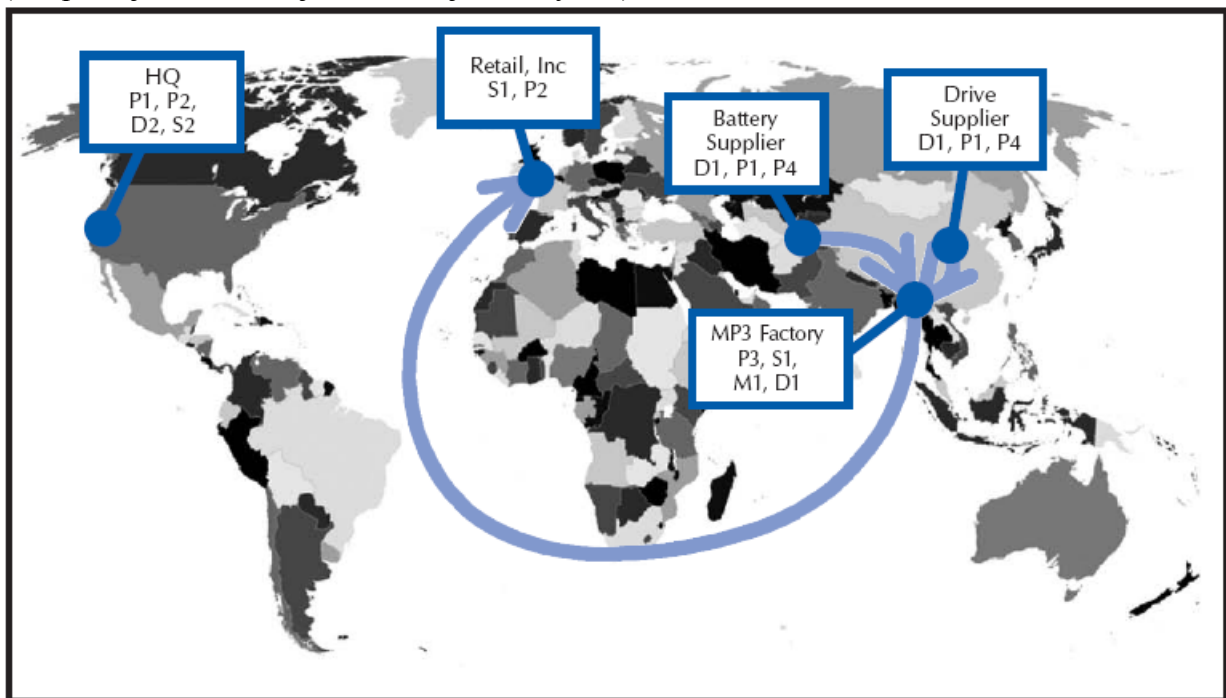 HQ
P1, P2,
D2, S2
Retail, Inc
S1, P2
Battery
Supplier
D1, P1, P4
Drive
Supplier
D1, P1, P4
MP3 Factory
P3, S1,
M1, D1